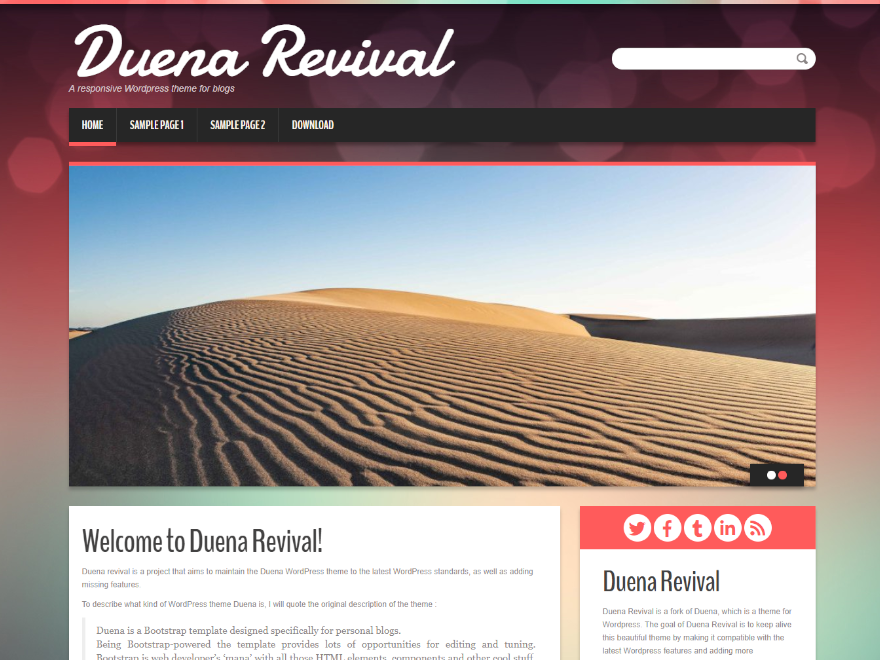 Duena Revival
A responsive Wordpress theme for blogs
HOME SAMPLE PAGE 1 SAMPLE PAGE 2 DOWNLOAD
Welcome to Duena Revival!
Duena revival is a project that aims to maintain the Duena WordPress theme to the latest WordPress standards, as well as adding
missing features.
To describe what kind of WordPress theme Duena is, I will quote the original description of the theme :
Duena is a Bootstrap template designed specifically for personal blogs.
Being Bootstrap-powered the template provides lots of opportunities for editing and tuning.
Bootstrap is web developer's 'mana' with all those HTML elements, components and other cool stuff
Duena Revival
Duena Revival is a fork of Duena, which is a theme for
Wordpress. The goal of Duena Revival is to keep alive
this beautiful theme by making it compatible with the
latest Wordpress features and adding more